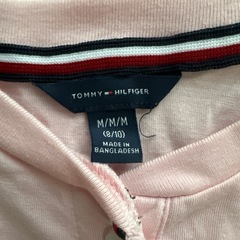 TOMMY HILFIGER
M/M/M
(8/10)
MADE IN
BANGLADESH